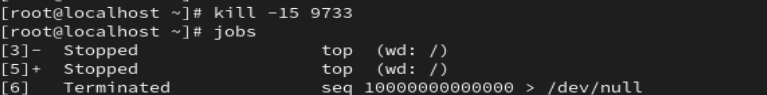 [root@localhost ~]# kill -15 9733
[root@localhost ~]# jobs
[3]-  Stopped                 top  (wd: /)
[5]+  Stopped                 top  (wd: /)
[6]   Terminated              seq 10000000000000 > /dev/null